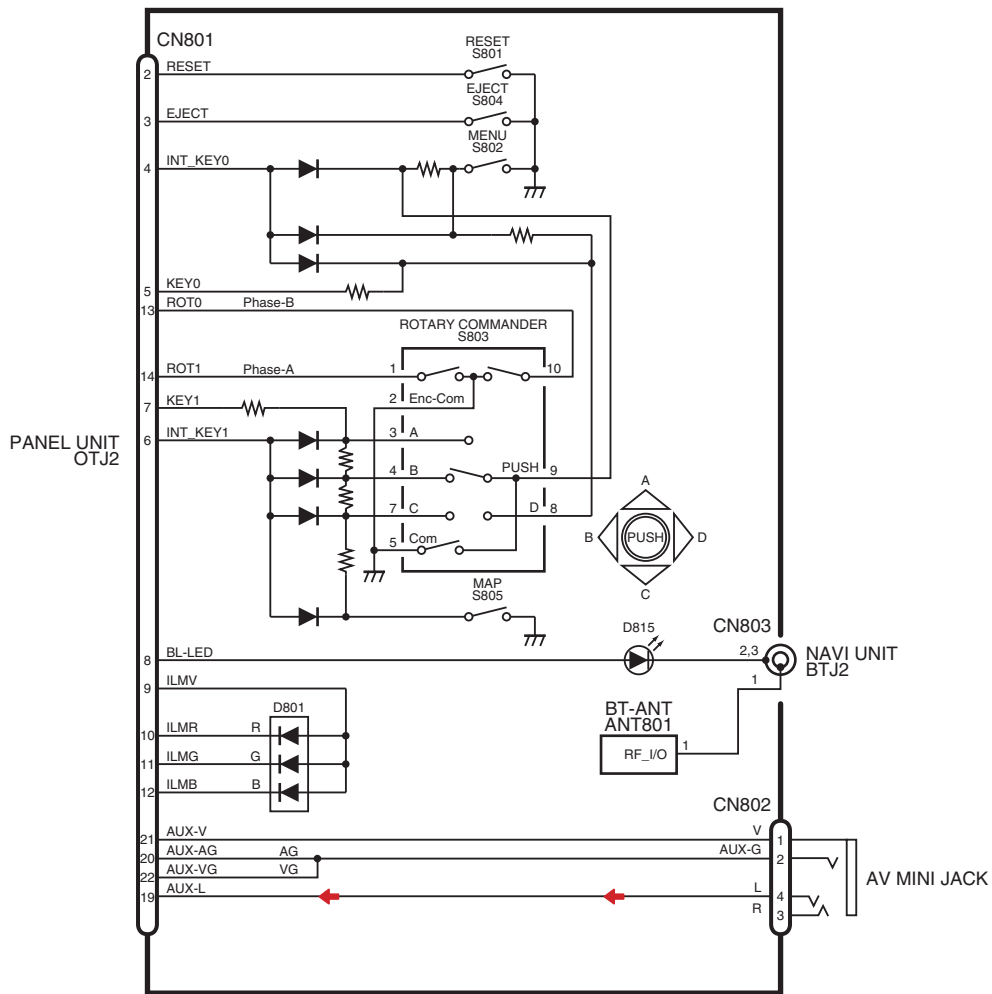 CN801
RESET
S801
2 RESET
EJECT
S804
3 EJECT
MENU
S802
4 INT_KEY0
5 KEY0
13 ROT0 Phase-B
ROTARY COMMANDER
S803
14 ROT1 Phase-A 1 10
2 Enc-Com
7 KEY1
6 INT_KEY1 3 A
PANEL UNIT
OTJ2
4 B PUSH 9
7 C D 8
5 Com
A
B PUSH D
C
MAP
S805
D815 CN803
8 BL-LED 2,3
NAVI UNIT
BTJ2
9 ILMV 1
D801
BT-ANT
ANT801
10 ILMR R
RF_I/O 1
11 ILMG G
12 ILMB B
CN802
21 AUX-V V 1
20 AUX-AG AG AUX-G 2
22 AUX-VG VG
AV MINI JACK
19 AUX-L L 4
R 3